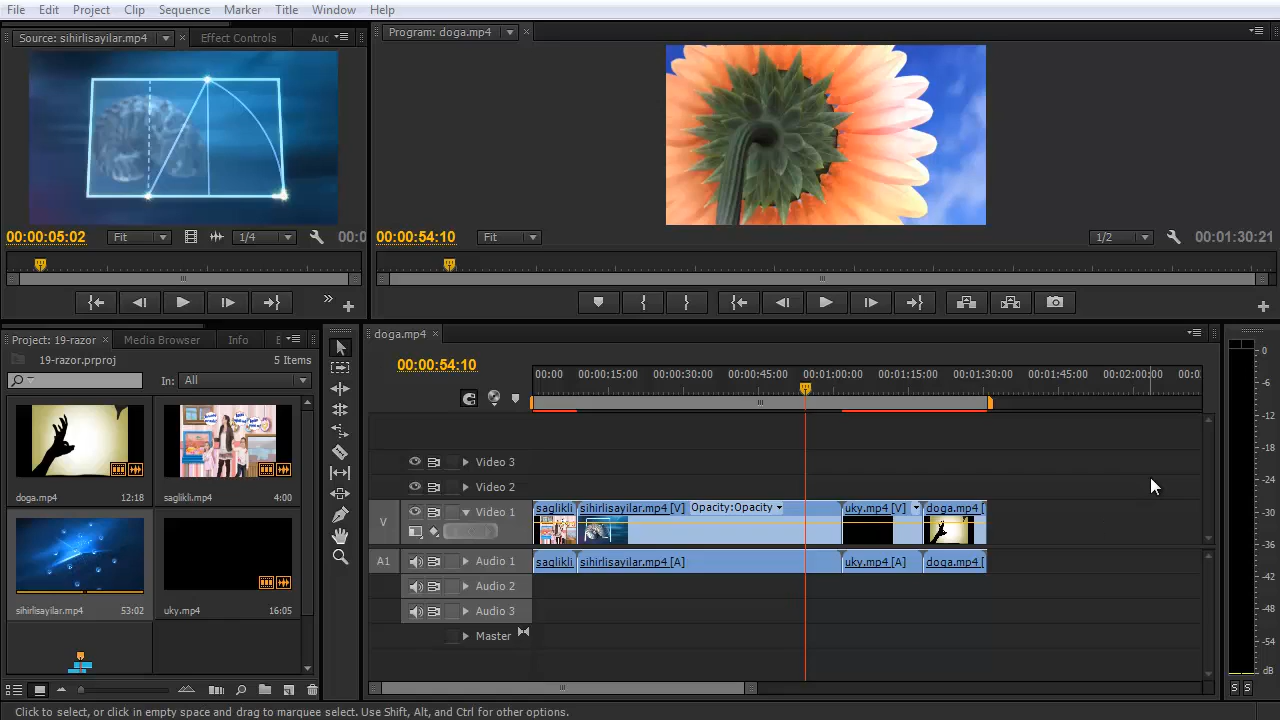 File Edit Project Clip Sequence Marker Title Window Help
Source: sihirlisayilar.mp4 Effect Controls Auc
Program: doga.mp4
00:00:05:02 Fit 1/4 00:0
00:00:54:10 Fit 1/2 00:01:30:21
Project: 19-razor Media Browser Info E
19-razor.prproj 5 Items
In: All
doga.mp4 12:18
saglikli.mp4 4:00
sihirlisayilar.mp4 53:02
uky.mp4 16:05
doga.mp4
00:00:54:10
00:00 00:00:15:00 00:00:30:00 00:00:45:00 00:01:00:00 00:01:15:00 00:01:30:00 00:01:45:00 00:02:00:00 00:0
Video 3
Video 2
V Video 1
saglikli sihirlisayilar.mp4 [V] Opacity:Opacity uky.mp4 [V] doga.mp4 [
A1 Audio 1 saglikli sihirlisayilar.mp4 [A] uky.mp4 [A] doga.mp4 [
Audio 2
Audio 3
Master
0
-6
-12
-18
-24
-30
-36
-42
-48
-54
dB
S S
Click to select, or click in empty space and drag to marquee select. Use Shift, Alt, and Ctrl for other options.